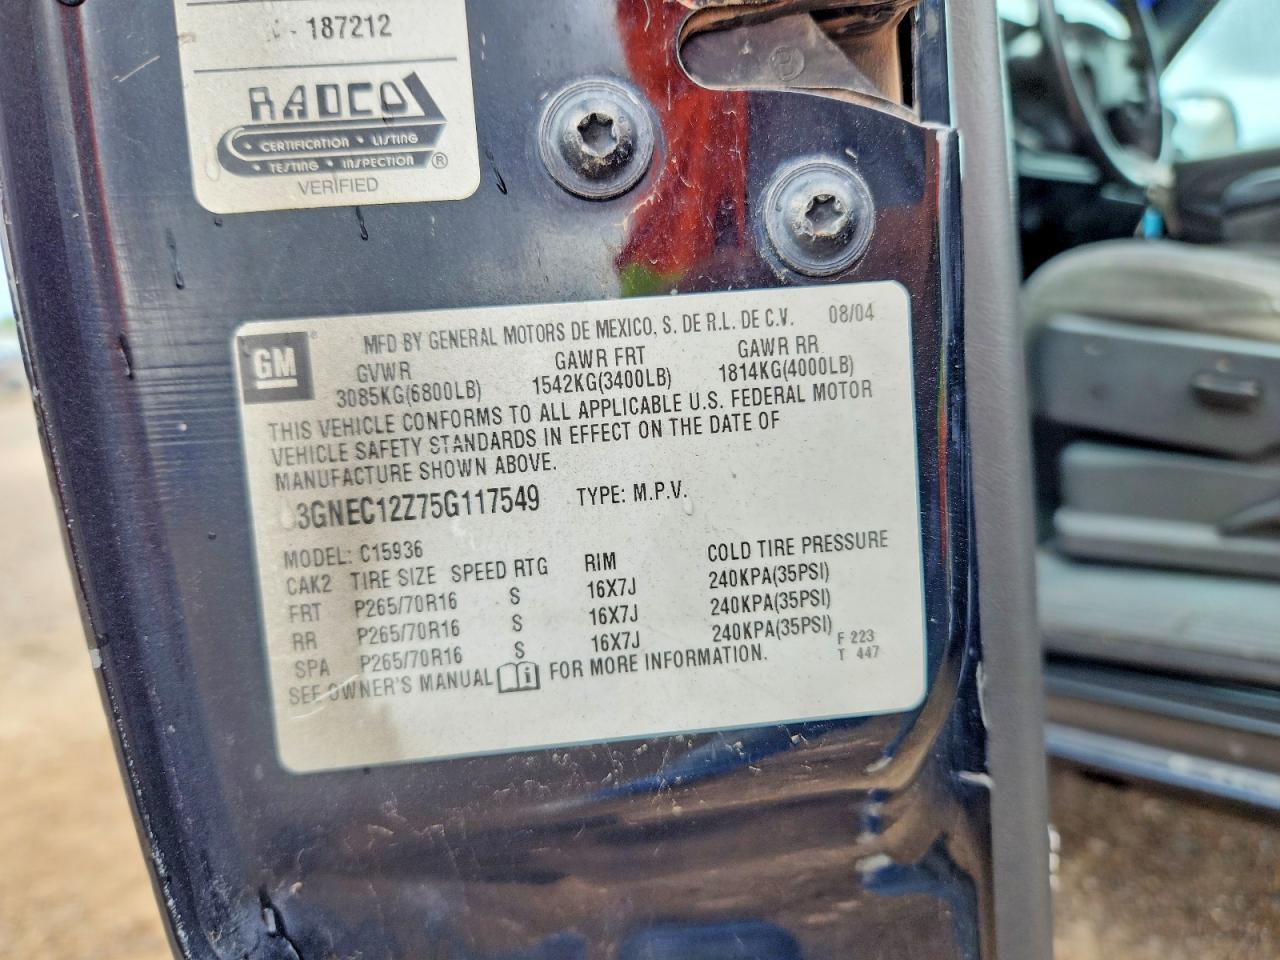 - 187212
RADCO
CERTIFICATION • LISTING
TESTING • INSPECTION ®
VERIFIED
GM ® MFD BY GENERAL MOTORS DE MEXICO, S. DE R.L. DE C.V. 08/04
GVWR GAWR FRT GAWR RR
3085KG(6800LB) 1542KG(3400LB) 1814KG(4000LB)
THIS VEHICLE CONFORMS TO ALL APPLICABLE U.S. FEDERAL MOTOR
VEHICLE SAFETY STANDARDS IN EFFECT ON THE DATE OF
MANUFACTURE SHOWN ABOVE.
3GNEC12Z75G117549 TYPE: M.P.V.
MODEL: C15936
CAK2 TIRE SIZE SPEED RTG RIM COLD TIRE PRESSURE
FRT P265/70R16 S 16X7J 240KPA(35PSI)
RR P265/70R16 S 16X7J 240KPA(35PSI)
SPA P265/70R16 S 16X7J 240KPA(35PSI)
SEE OWNER'S MANUAL FOR MORE INFORMATION.
F 223
T 447